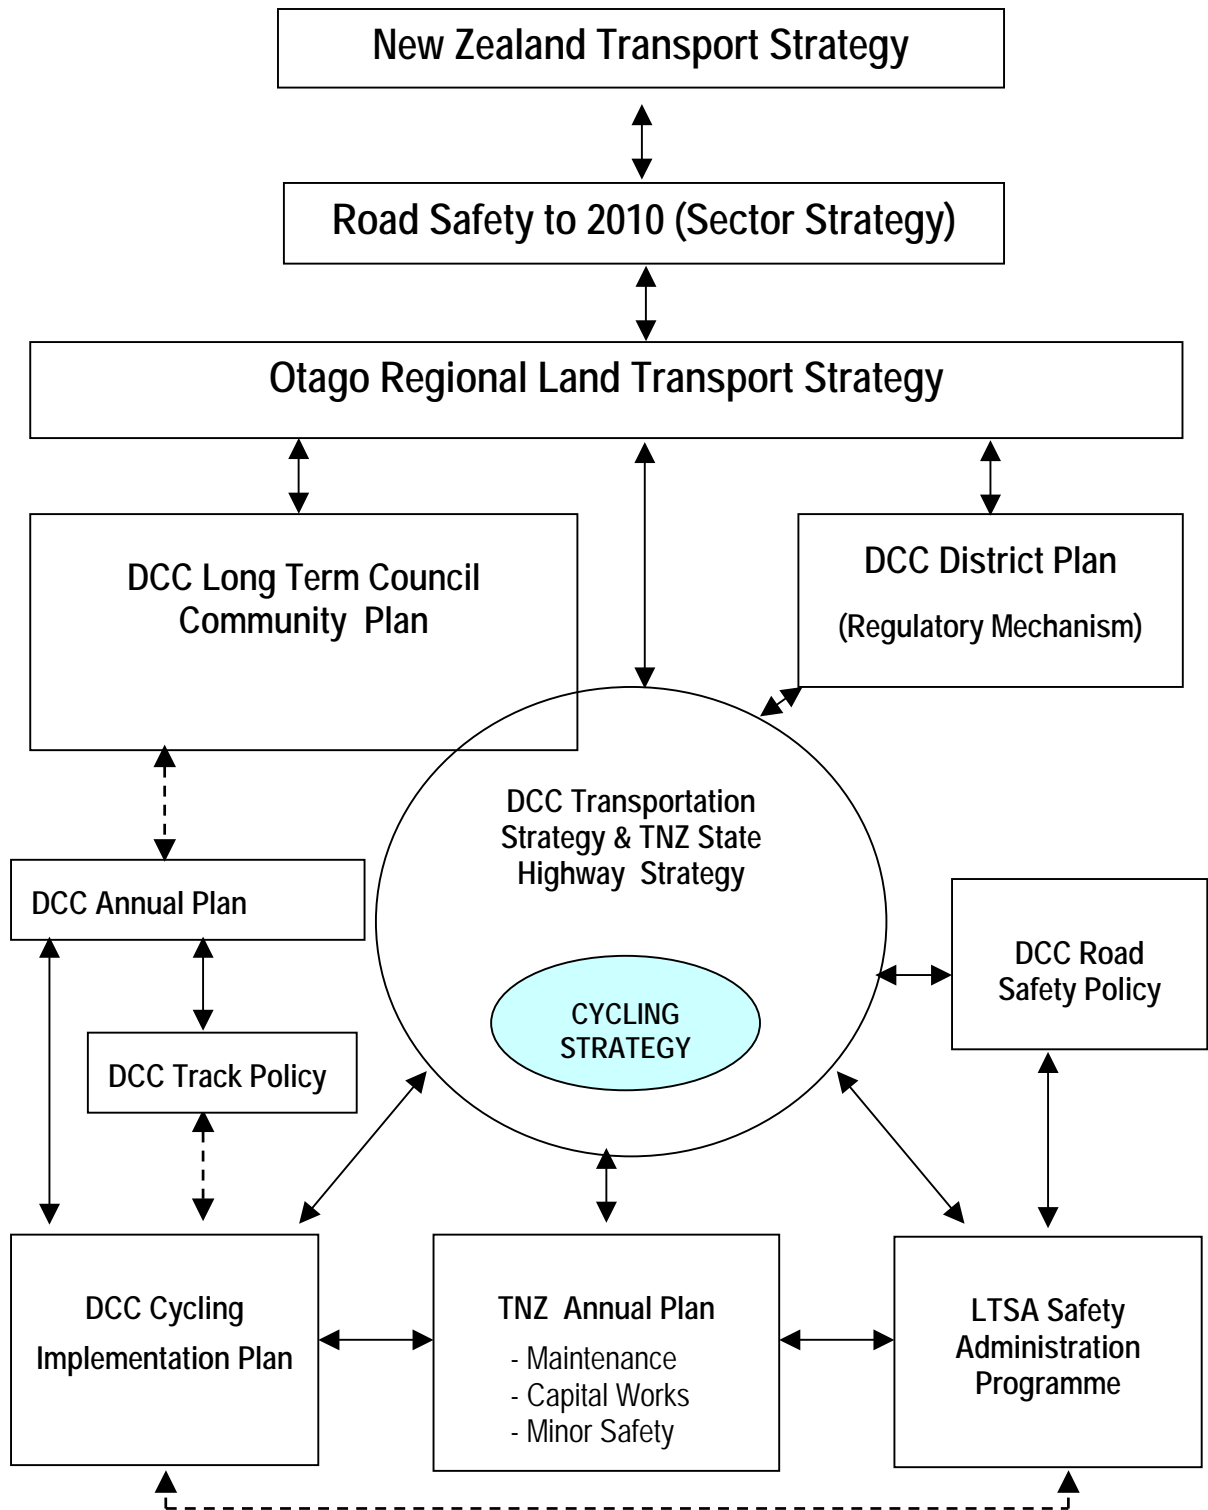 New Zealand Transport Strategy
Road Safety to 2010 (Sector Strategy)
Otago Regional Land Transport Strategy
DCC Long Term Council
Community Plan
DCC District Plan
(Regulatory Mechanism)
DCC Transportation
Strategy & TNZ State
Highway Strategy
DCC Annual Plan
DCC Road
Safety Policy
CYCLING
STRATEGY
DCC Track Policy
DCC Cycling
Implementation Plan
TNZ Annual Plan
- Maintenance
- Capital Works
- Minor Safety
LTSA Safety
Administration
Programme